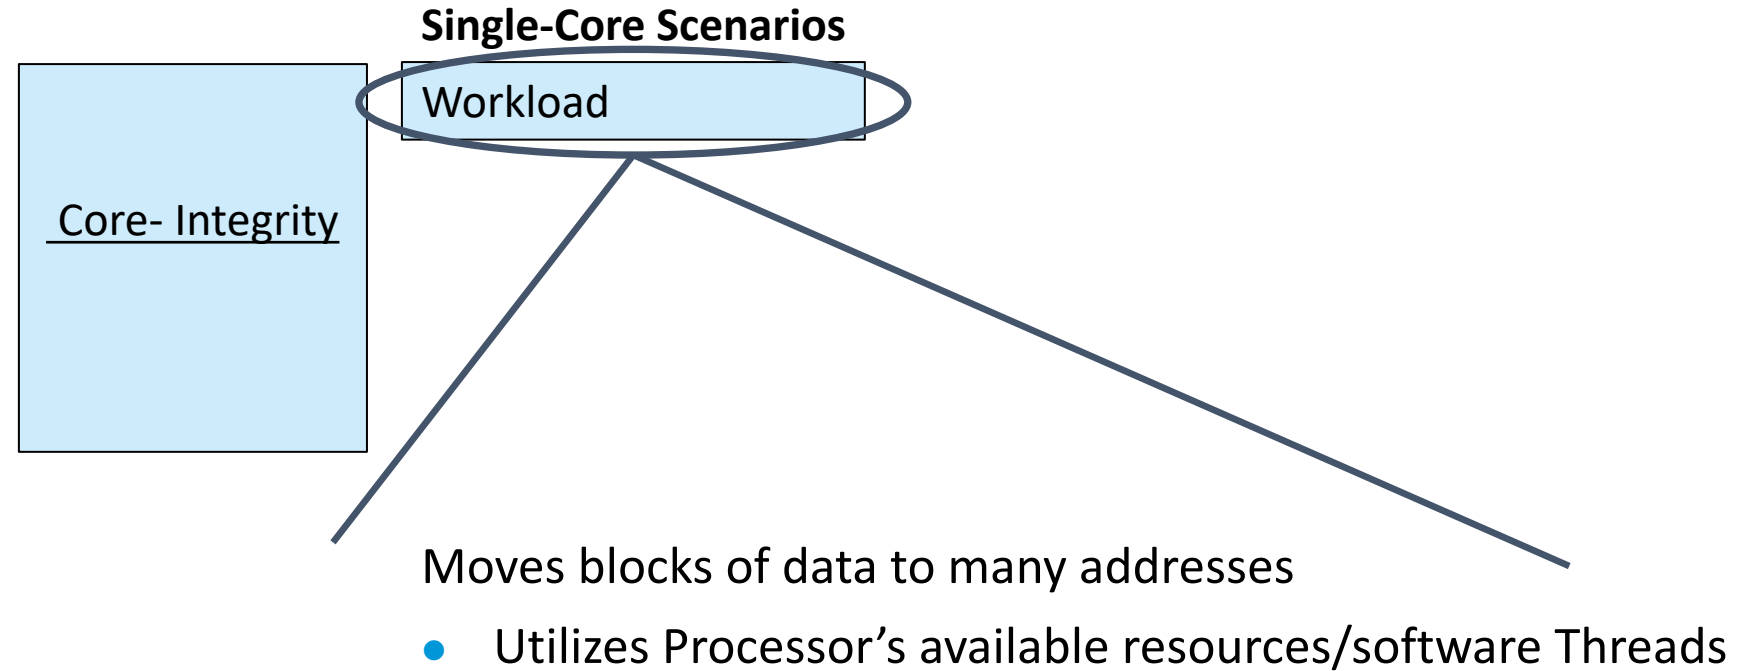 Single-Core Scenarios
Workload
Core- Integrity
Moves blocks of data to many addresses
● Utilizes Processor’s available resources/software Threads